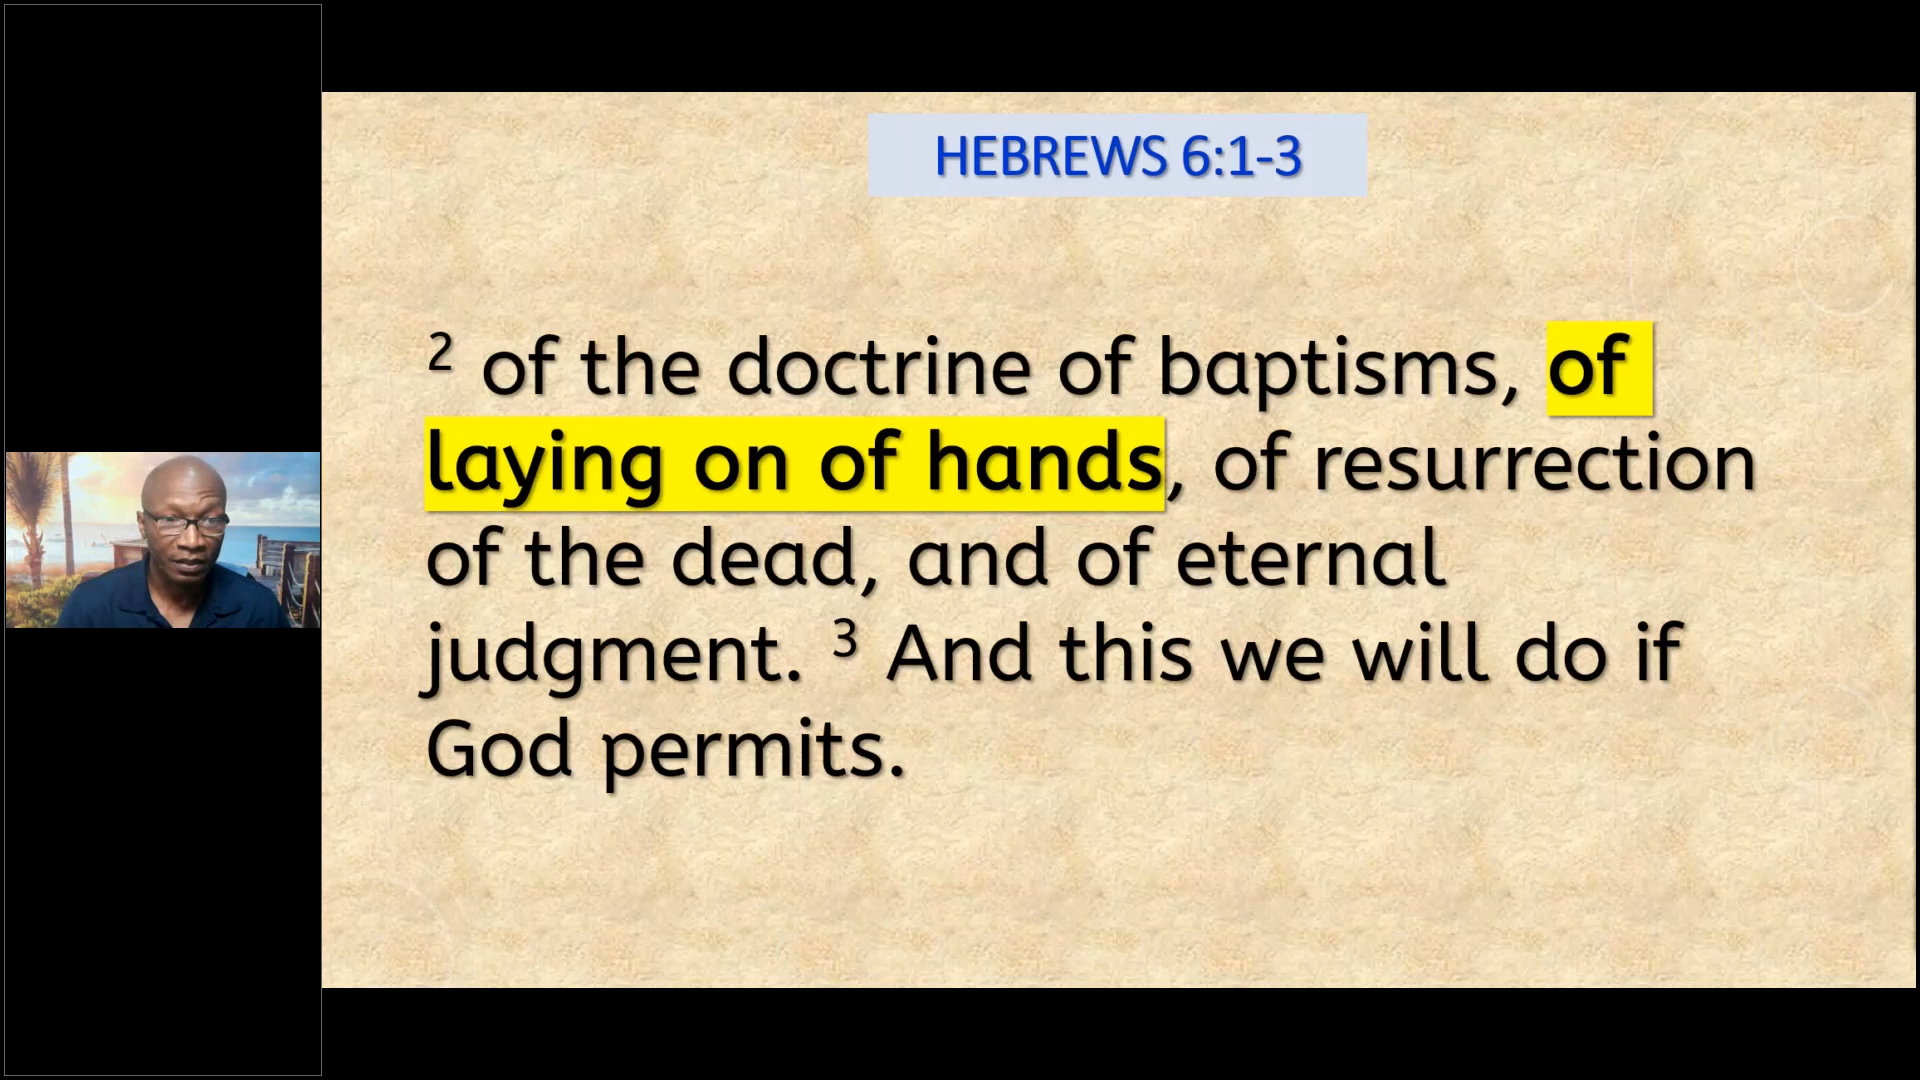 HEBREWS 6:1-3
2 of the doctrine of baptisms, of
laying on of hands, of resurrection
of the dead, and of eternal
judgment. 3 And this we will do if
God permits.